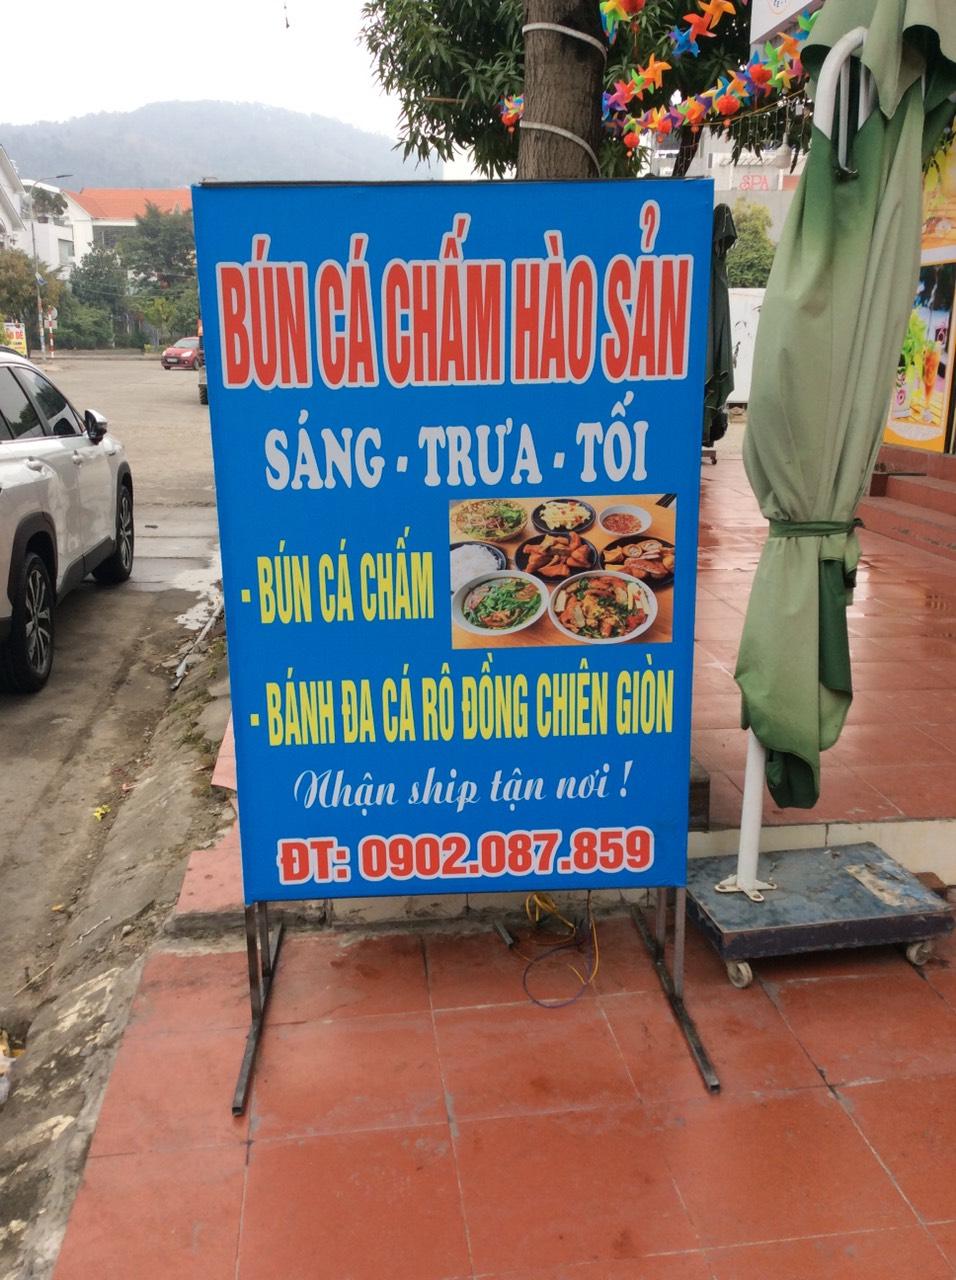 BÚN CÁ CHẤM HÀO SẢN
SÁNG - TRƯA - TỐI
- BÚN CÁ CHẤM
- BÁNH ĐA CÁ RÔ ĐỒNG CHIÊN GIÒN
Nhận ship tận nơi !
ĐT: 0902.087.859
SPA